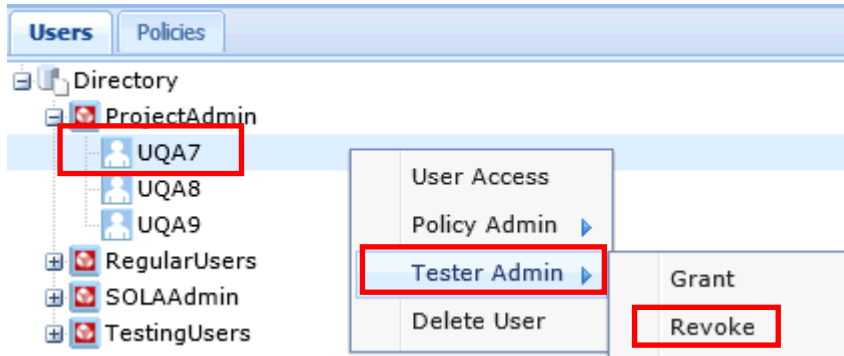 Users Policies
Directory
ProjectAdmin
UQA7
UQA8
UQA9
RegularUsers
SOLAAdmin
TestingUsers
User Access
Policy Admin
Tester Admin
Delete User
Grant
Revoke